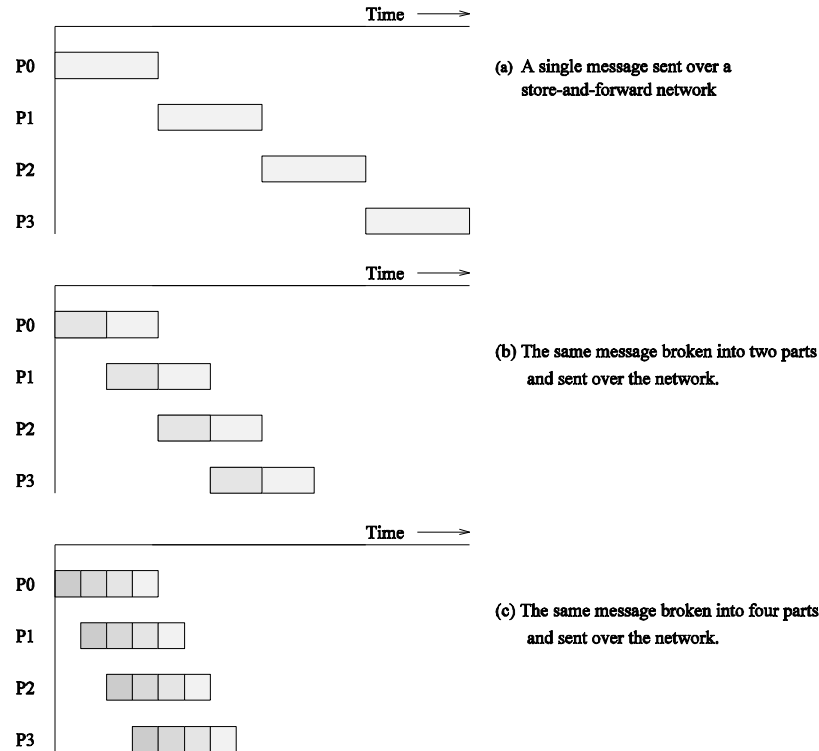 Time
P0
P1
P2
P3
(a) A single message sent over a
store-and-forward network
Time
P0
P1
P2
P3
(b) The same message broken into two parts
and sent over the network.
Time
P0
P1
P2
P3
(c) The same message broken into four parts
and sent over the network.